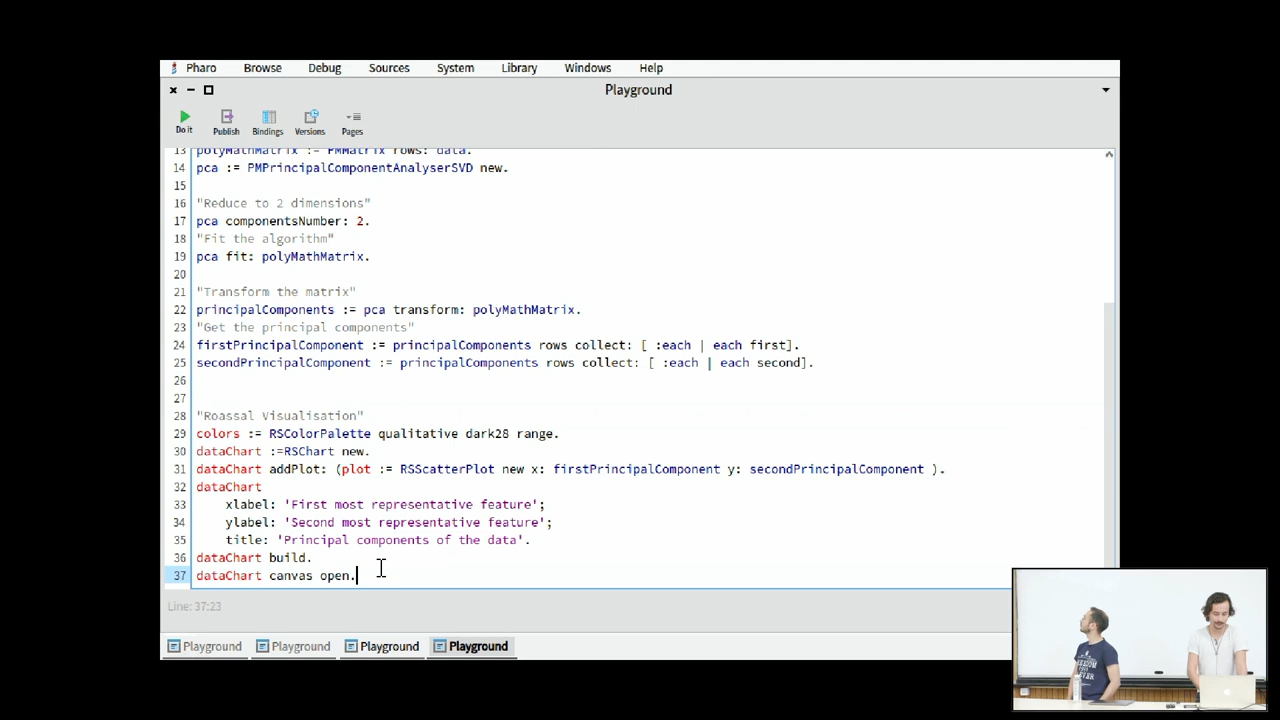 Pharo Browse Debug Sources System Library Windows Help
Playground
Do it Publish Bindings Versions Pages
13 polyMathMatrix := PMMatrix rows: data.
14 pca := PMPrincipalComponentAnalyserSVD new.
15
16 "Reduce to 2 dimensions"
17 pca componentsNumber: 2.
18 "Fit the algorithm"
19 pca fit: polyMathMatrix.
20
21 "Transform the matrix"
22 principalComponents := pca transform: polyMathMatrix.
23 "Get the principal components"
24 firstPrincipalComponent := principalComponents rows collect: [ :each | each first].
25 secondPrincipalComponent := principalComponents rows collect: [ :each | each second].
26
27
28 "Roassal Visualisation"
29 colors := RSColorPalette qualitative dark28 range.
30 dataChart :=RSChart new.
31 dataChart addPlot: (plot := RSScatterPlot new x: firstPrincipalComponent y: secondPrincipalComponent ).
32 dataChart
33 xlabel: 'First most representative feature';
34 ylabel: 'Second most representative feature';
35 title: 'Principal components of the data'.
36 dataChart build.
37 dataChart canvas open.
Line: 37:23
Playground Playground Playground Playground